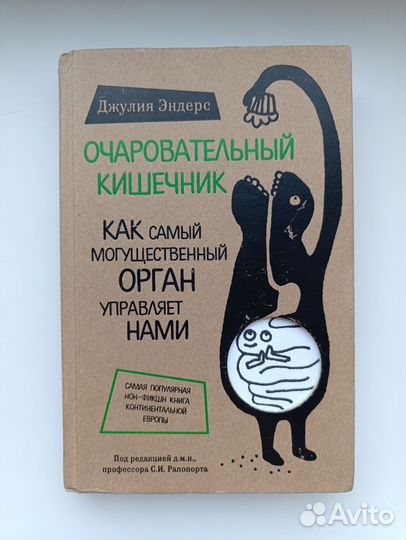 Джулия Эндерс
ОЧАРОВАТЕЛЬНЫЙ
КИШЕЧНИК
КАК САМЫЙ
МОГУЩЕСТВЕННЫЙ
ОРГАН
УПРАВЛЯЕТ
НАМИ
САМАЯ ПОПУЛЯРНАЯ
НОН-ФИКШН КНИГА
КОНТИНЕНТАЛЬНОЙ
ЕВРОПЫ
Под редакцией д.м.н.,
профессора С.И. Рапопорта
Avito